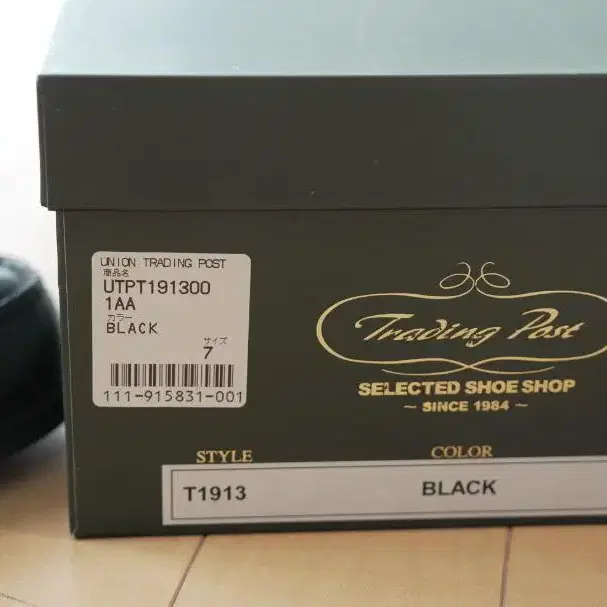 UNION TRADING POST
商品名
UTPT191300
1AA
カラー
BLACK
サイズ
7
111-915831-001
Trading Post
SELECTED SHOE SHOP
~ SINCE 1984 ~
STYLE COLOR
T1913 BLACK